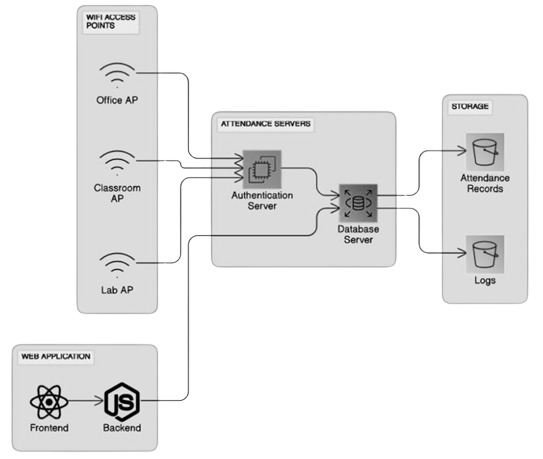 WIFI ACCESS
POINTS
Office AP
Classroom
AP
Lab AP
ATTENDANCE SERVERS
Authentication
Server
Database
Server
STORAGE
Attendance
Records
Logs
WEB APPLICATION
Frontend
JS
Backend